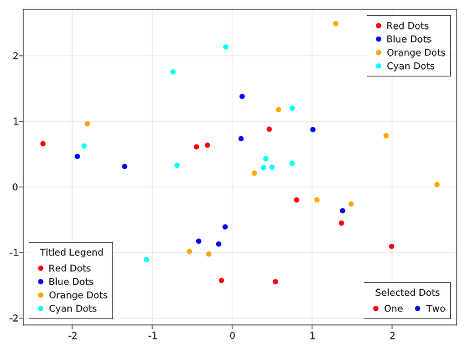 2
1
0
-1
-2
-2
-1
0
1
2
Red Dots
Blue Dots
Orange Dots
Cyan Dots
Titled Legend
Red Dots
Blue Dots
Orange Dots
Cyan Dots
Selected Dots
One Two